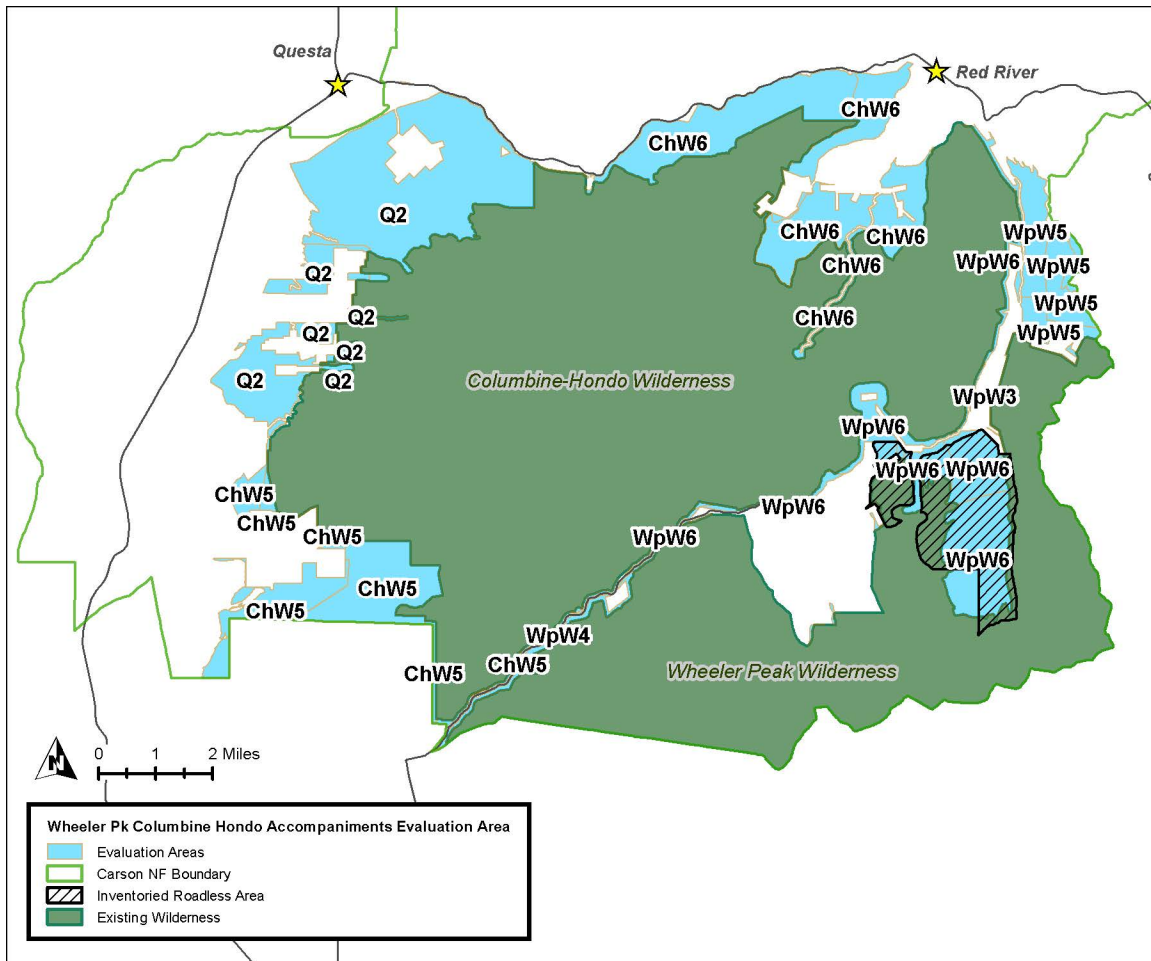 Questa
Red River
ChW6
ChW6
Q2
ChW6
ChW6
WpW5
WpW6
WpW5
ChW6
Q2
ChW6
WpW5
Q2
Q2
WpW5
Q2
Q2
Q2
Columbine-Hondo Wilderness
WpW3
WpW6
WpW6
WpW6
ChW5
WpW6
ChW5
ChW5
WpW6
WpW6
ChW5
ChW5
WpW4
ChW5
ChW5
Wheeler Peak Wilderness
N
0 1 2 Miles
Wheeler Pk Columbine Hondo Accompaniments Evaluation Area
Evaluation Areas
Carson NF Boundary
Inventoried Roadless Area
Existing Wilderness